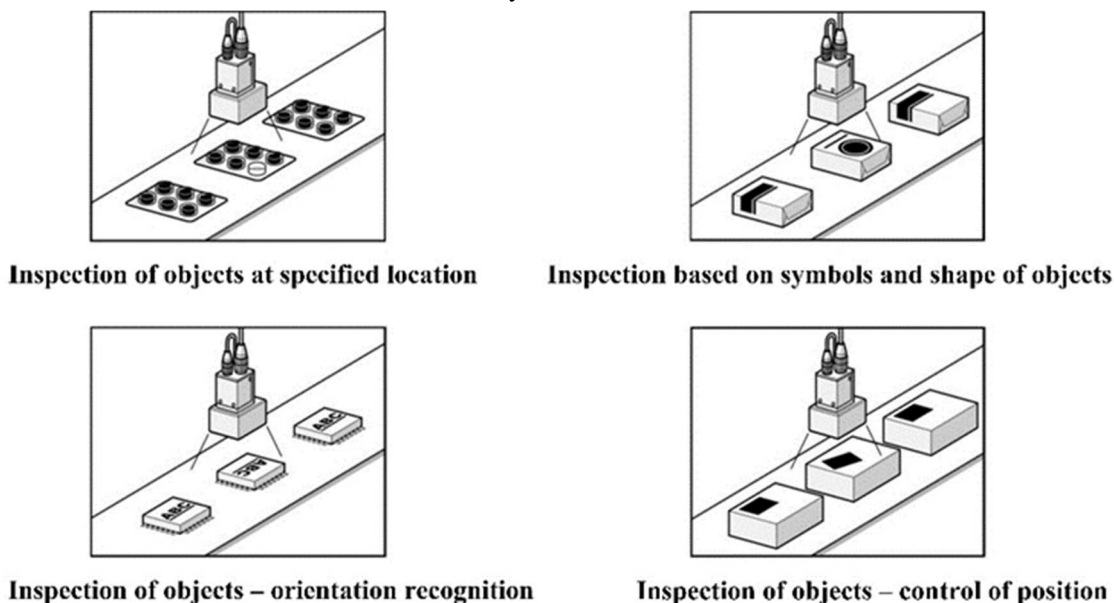 Inspection of objects at specified location
Inspection based on symbols and shape of objects
ABC
ABC
ABC
Inspection of objects – orientation recognition
Inspection of objects – control of position